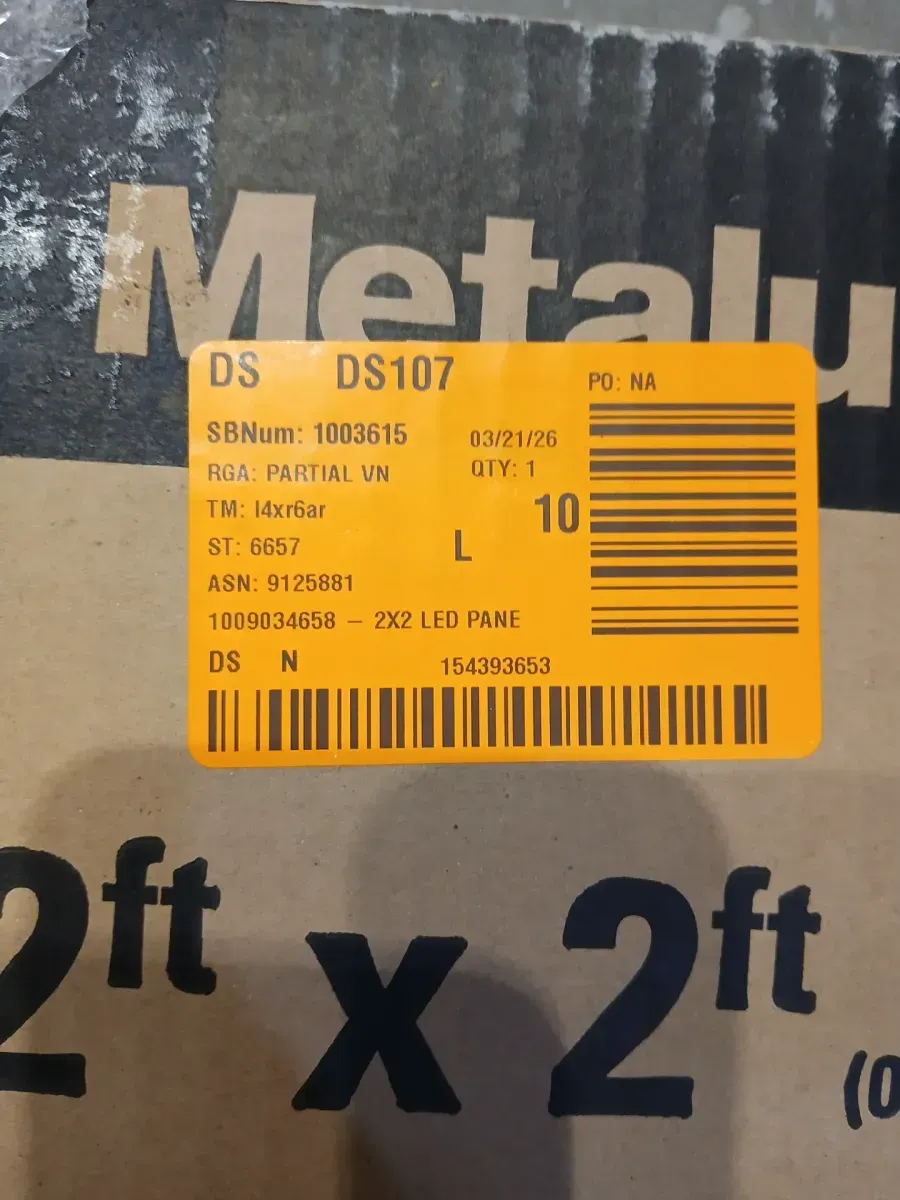 Metalu
DS DS107
PO: NA
SBNum: 1003615 03/21/26
RGA: PARTIAL VN QTY: 1
TM: l4xr6ar 10
ST: 6657 L
ASN: 9125881
1009034658 — 2X2 LED PANE
DS N 154393653
2ft x 2ft
(0